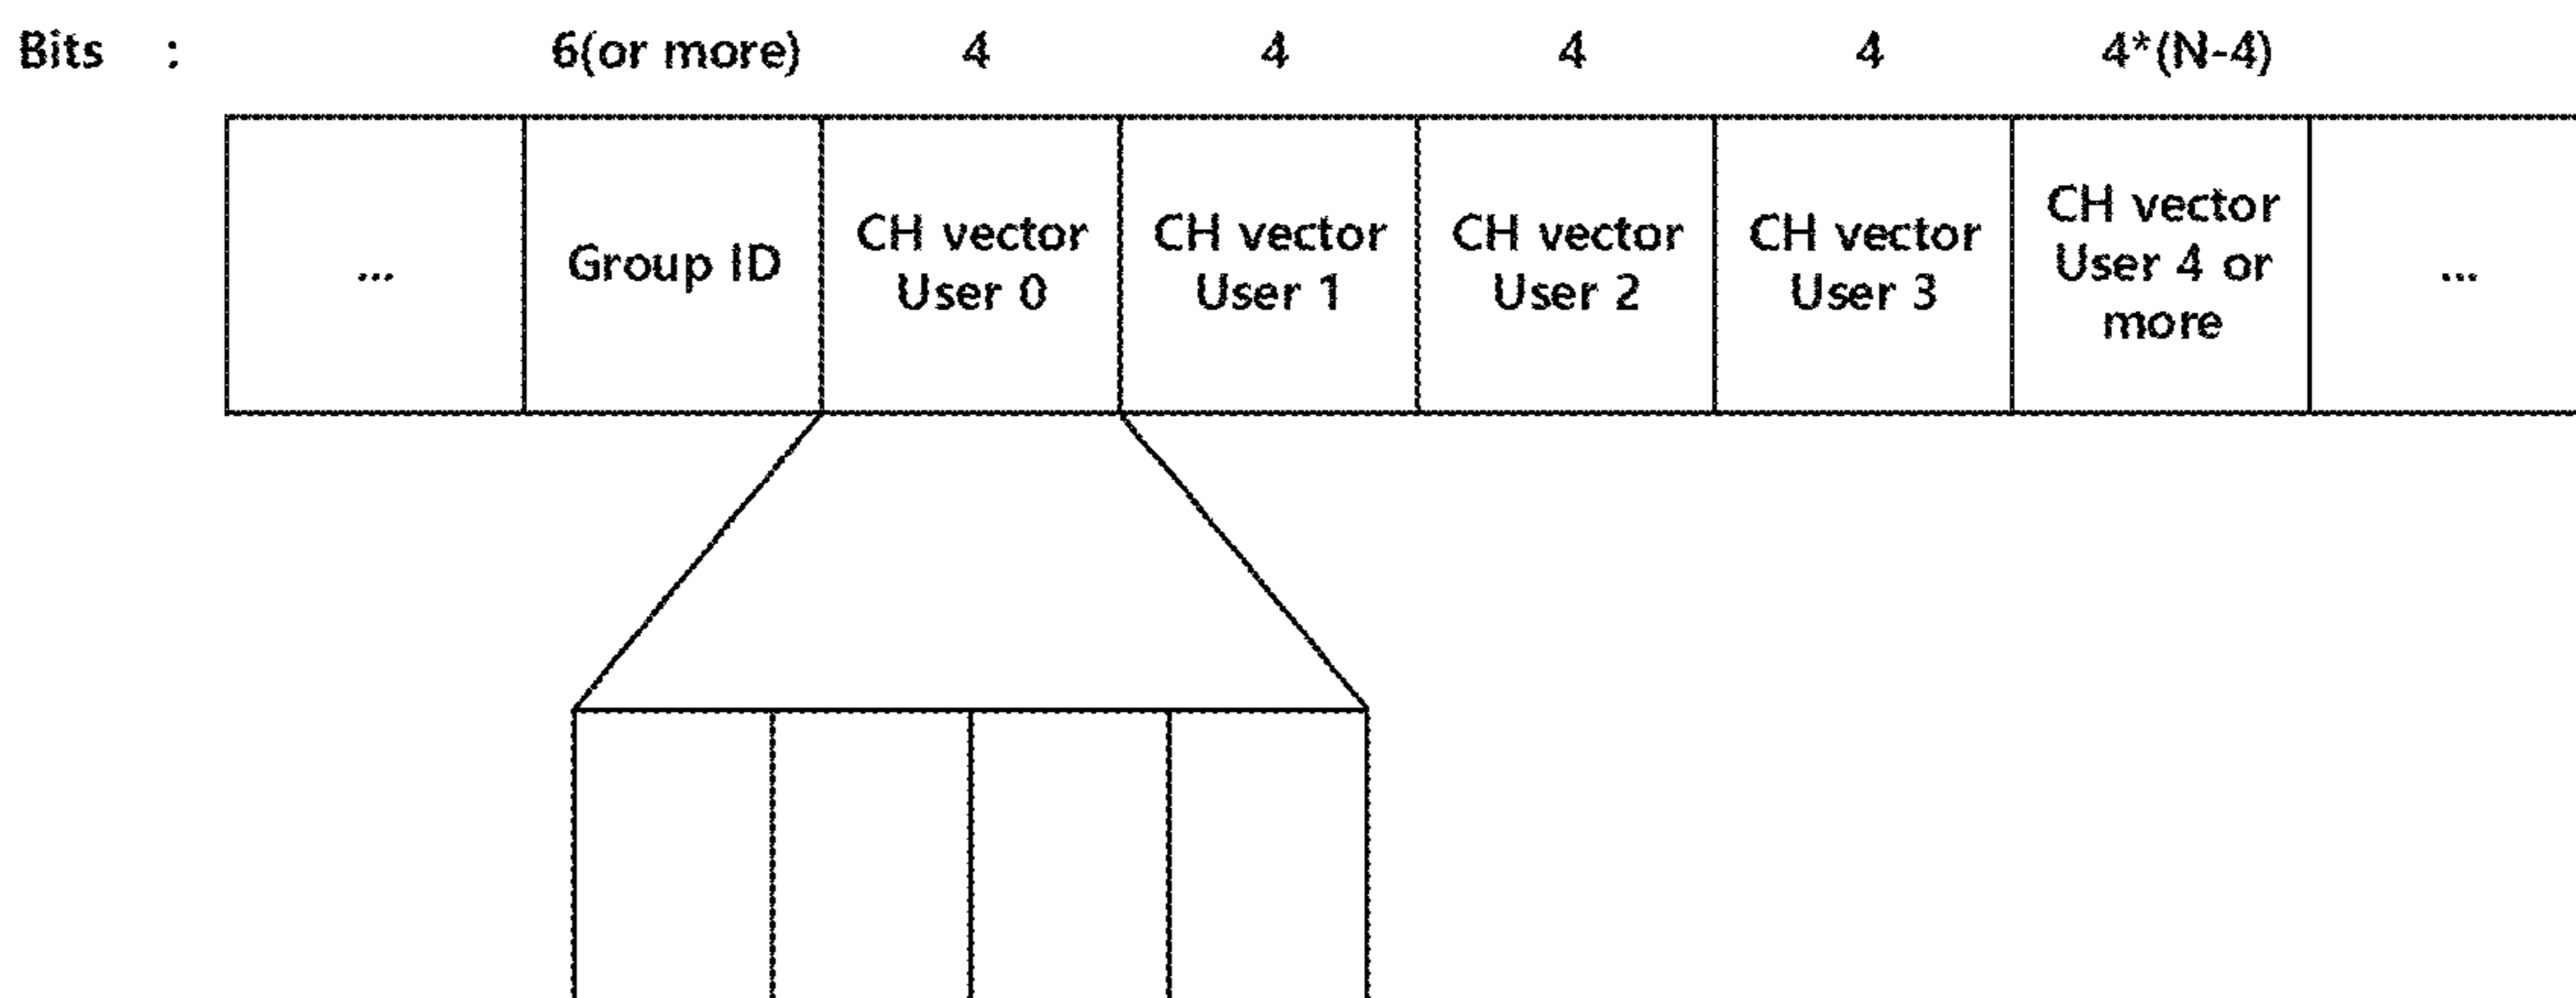 Bits : 6(or more) 4 4 4 4 4*(N-4)
... Group ID CH vector User 0 CH vector User 1 CH vector User 2 CH vector User 3 CH vector User 4 or more ...